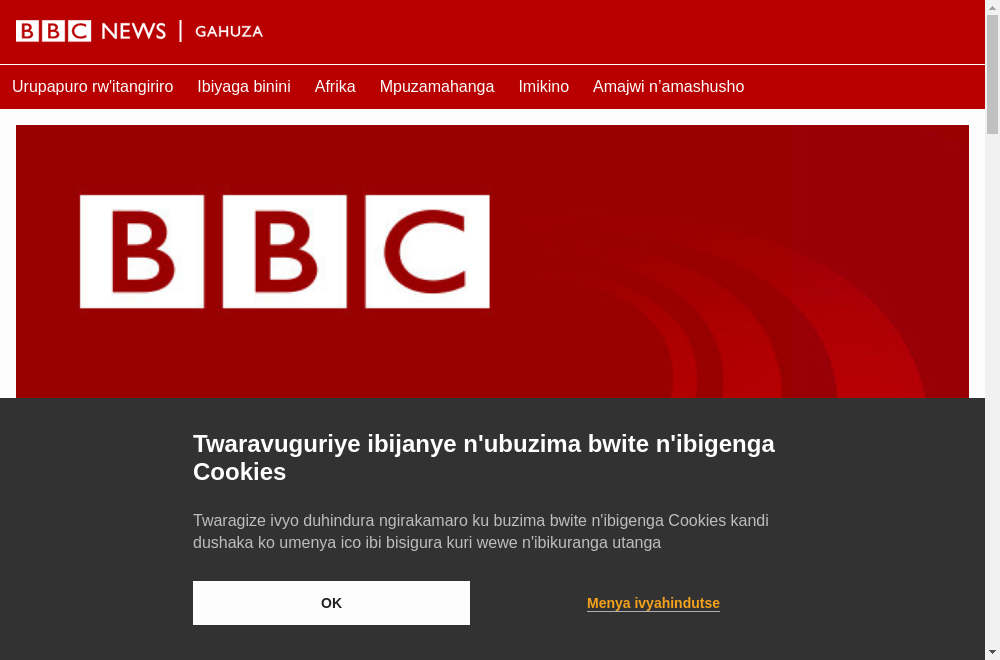 BBC NEWS | GAHUZA
Urupapuro rw'itangiriro Ibiyaga binini Afrika Mpuzamahanga Imikino Amajwi n’amashusho
BBC
Twaravuguriye ibijanye n'ubuzima bwite n'ibigenga
Cookies
Twaragize ivyo duhindura ngirakamaro ku buzima bwite n'ibigenga Cookies kandi
dushaka ko umenya ico ibi bisigura kuri wewe n'ibikuranga utanga
OK Menya ivyahindutse